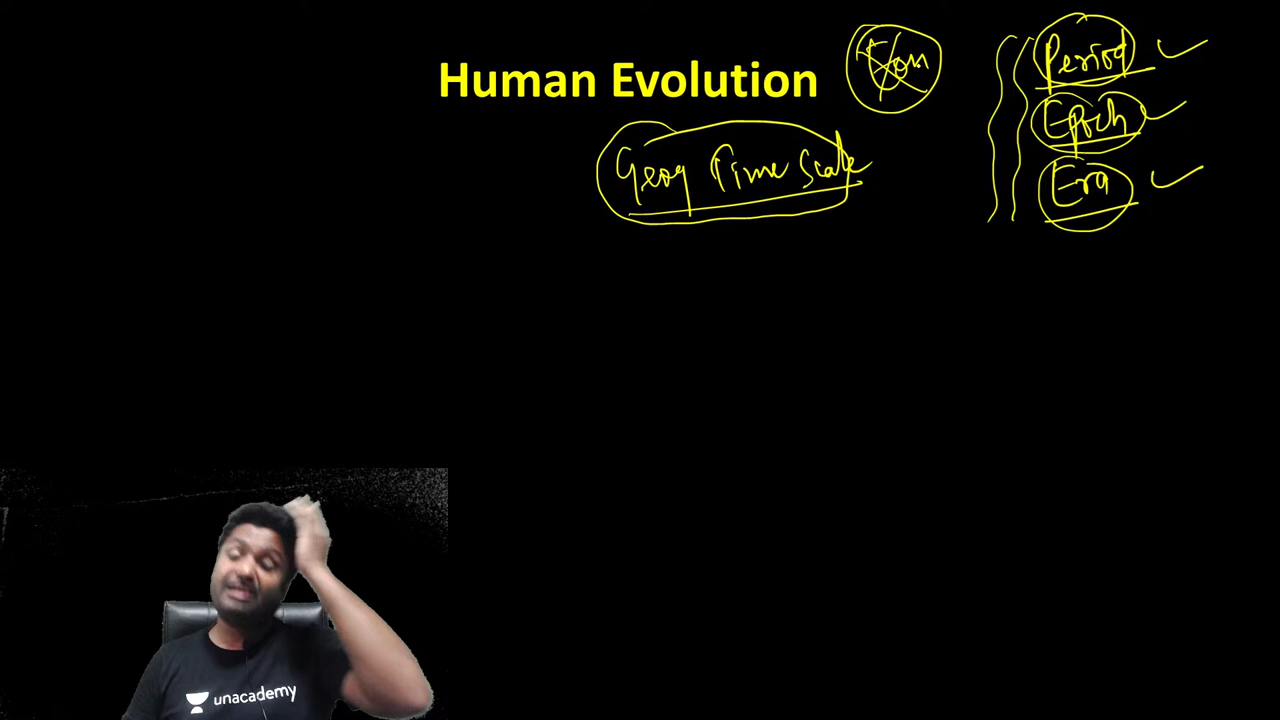 Human Evolution
Eon
Geog Time Scale
Period
Epoch
Era
unacademy